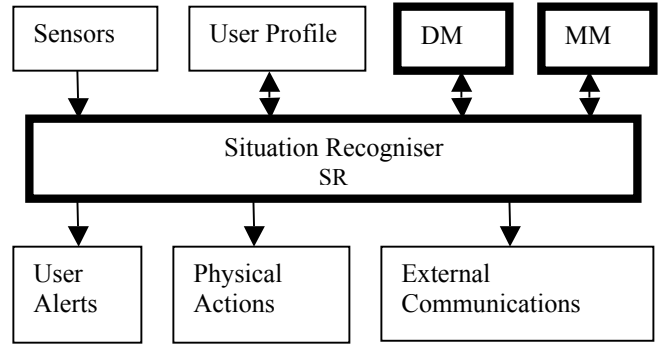 Sensors
User Profile
DM
MM
Situation Recogniser
SR
User
Alerts
Physical
Actions
External
Communications